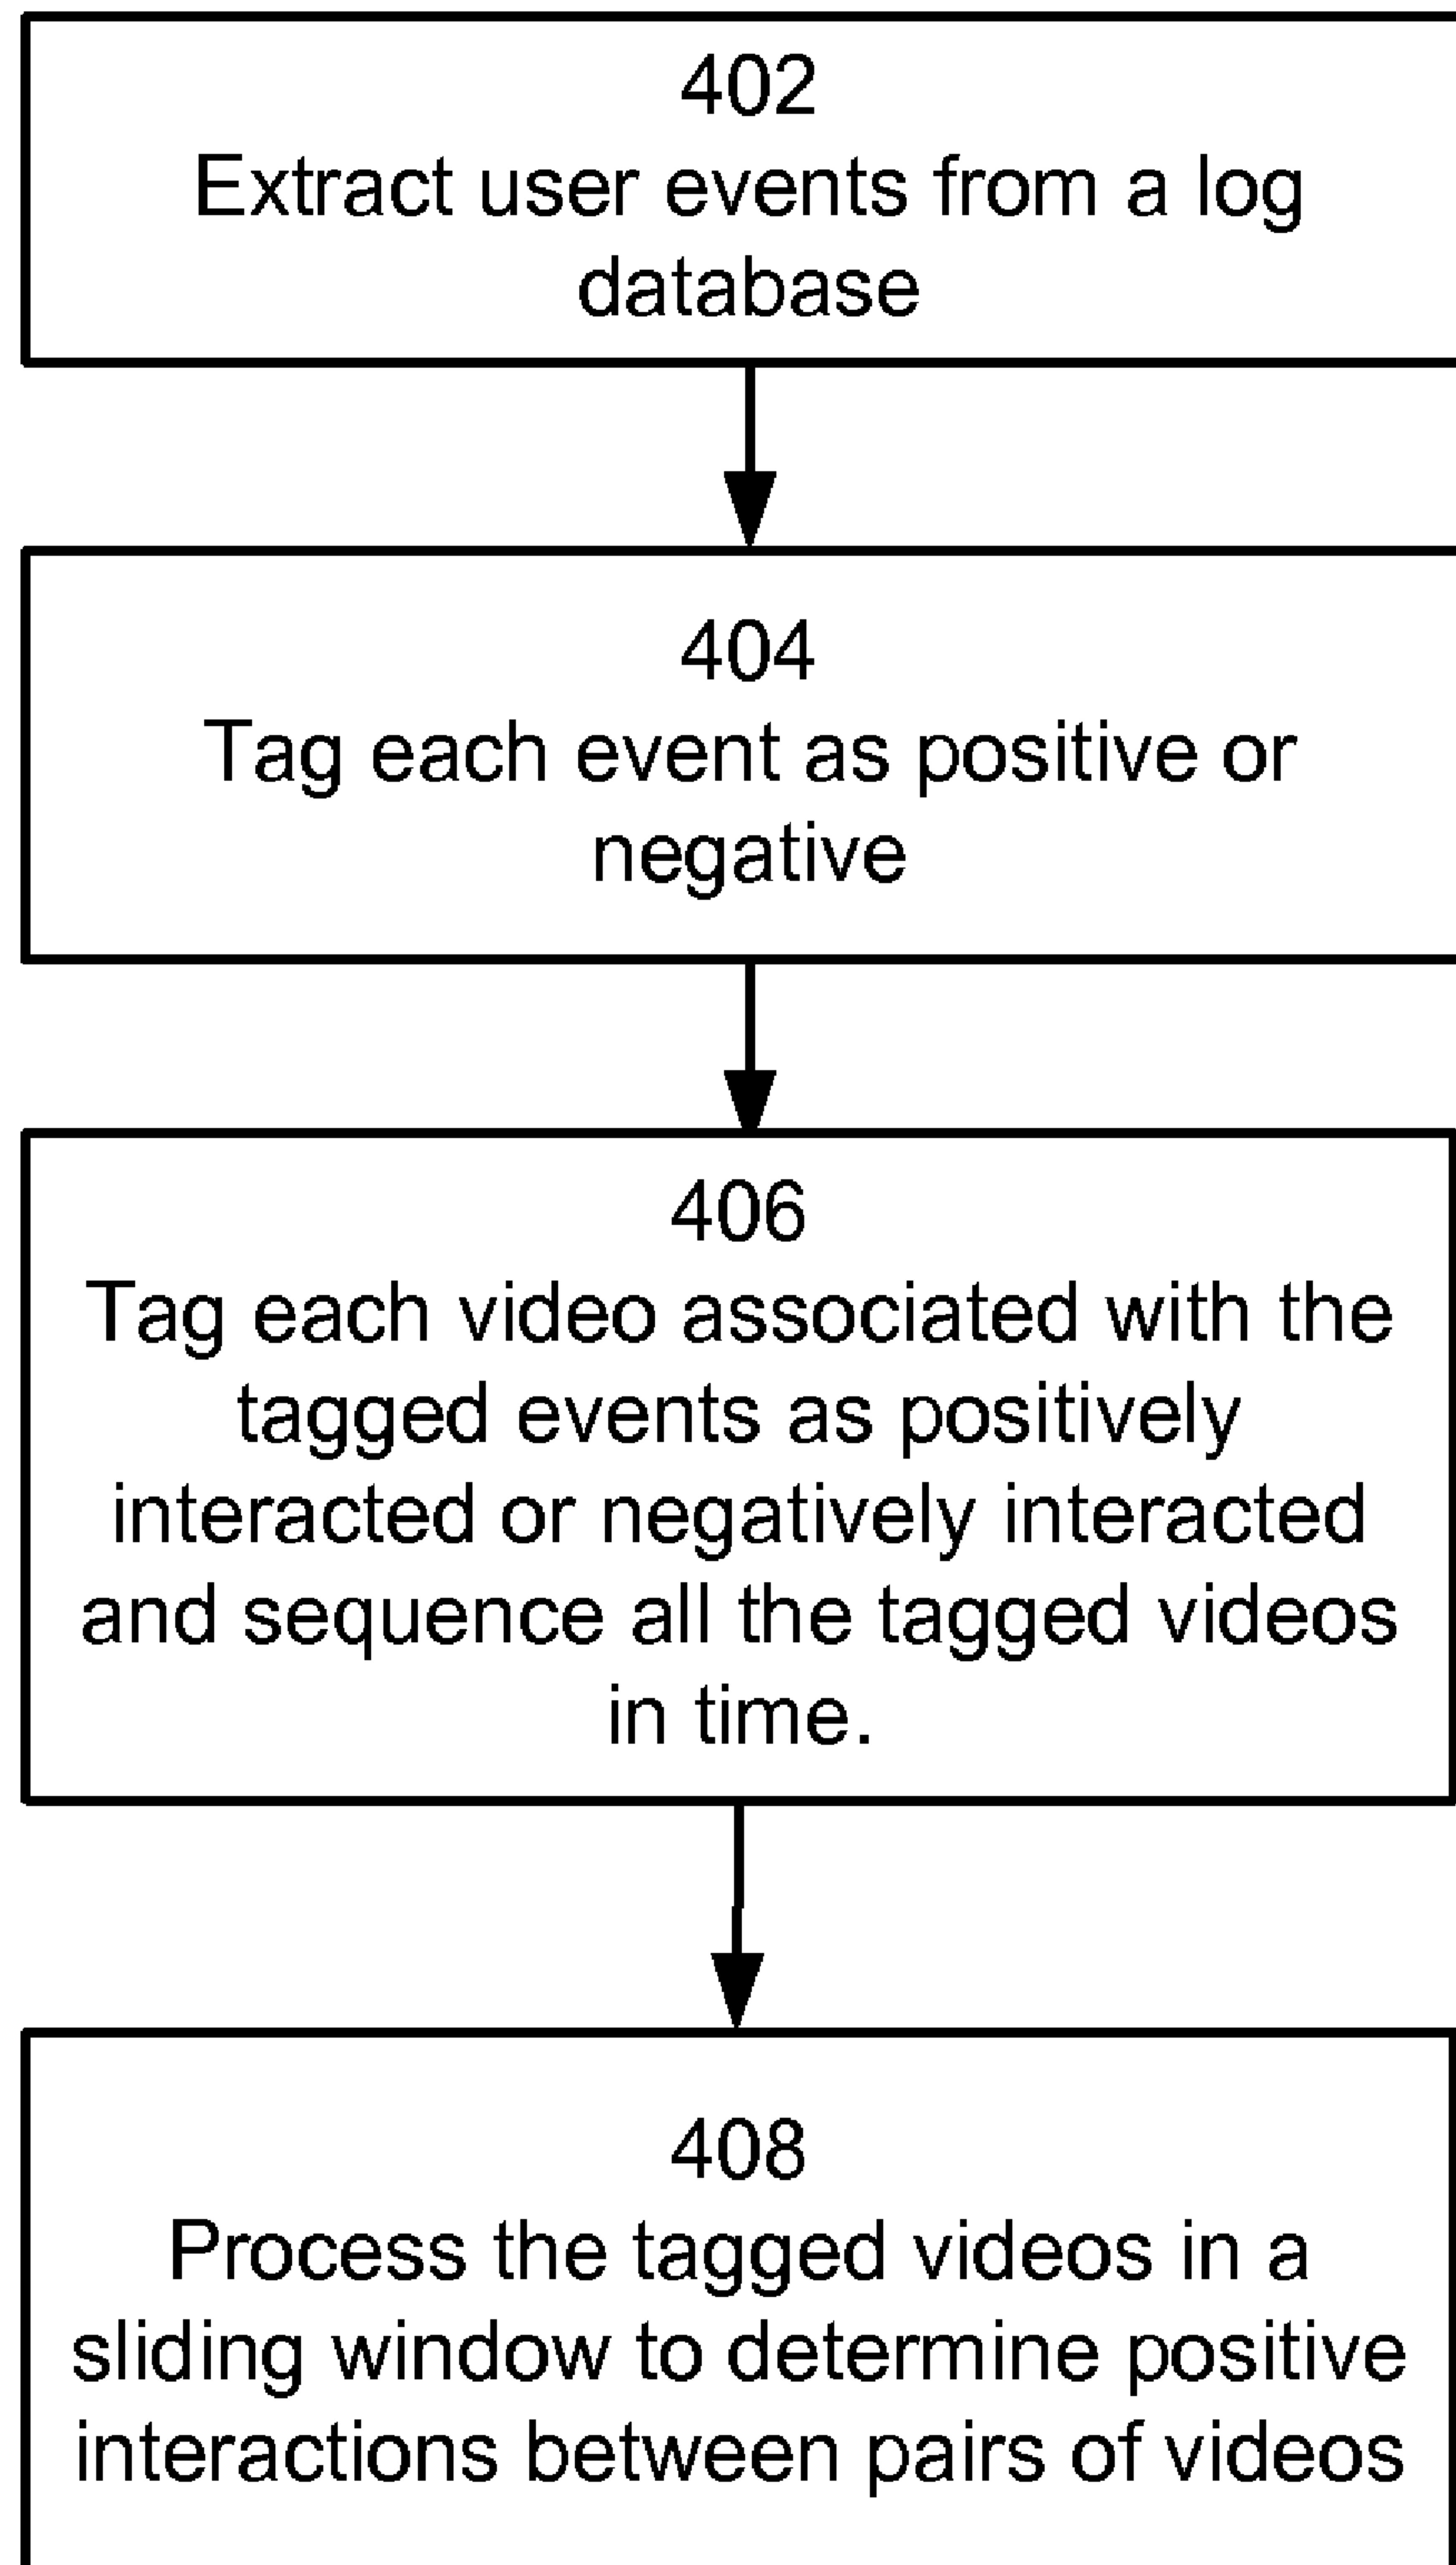 402
Extract user events from a log
database
404
Tag each event as positive or
negative
406
Tag each video associated with the
tagged events as positively
interacted or negatively interacted
and sequence all the tagged videos
in time.
408
Process the tagged videos in a
sliding window to determine positive
interactions between pairs of videos